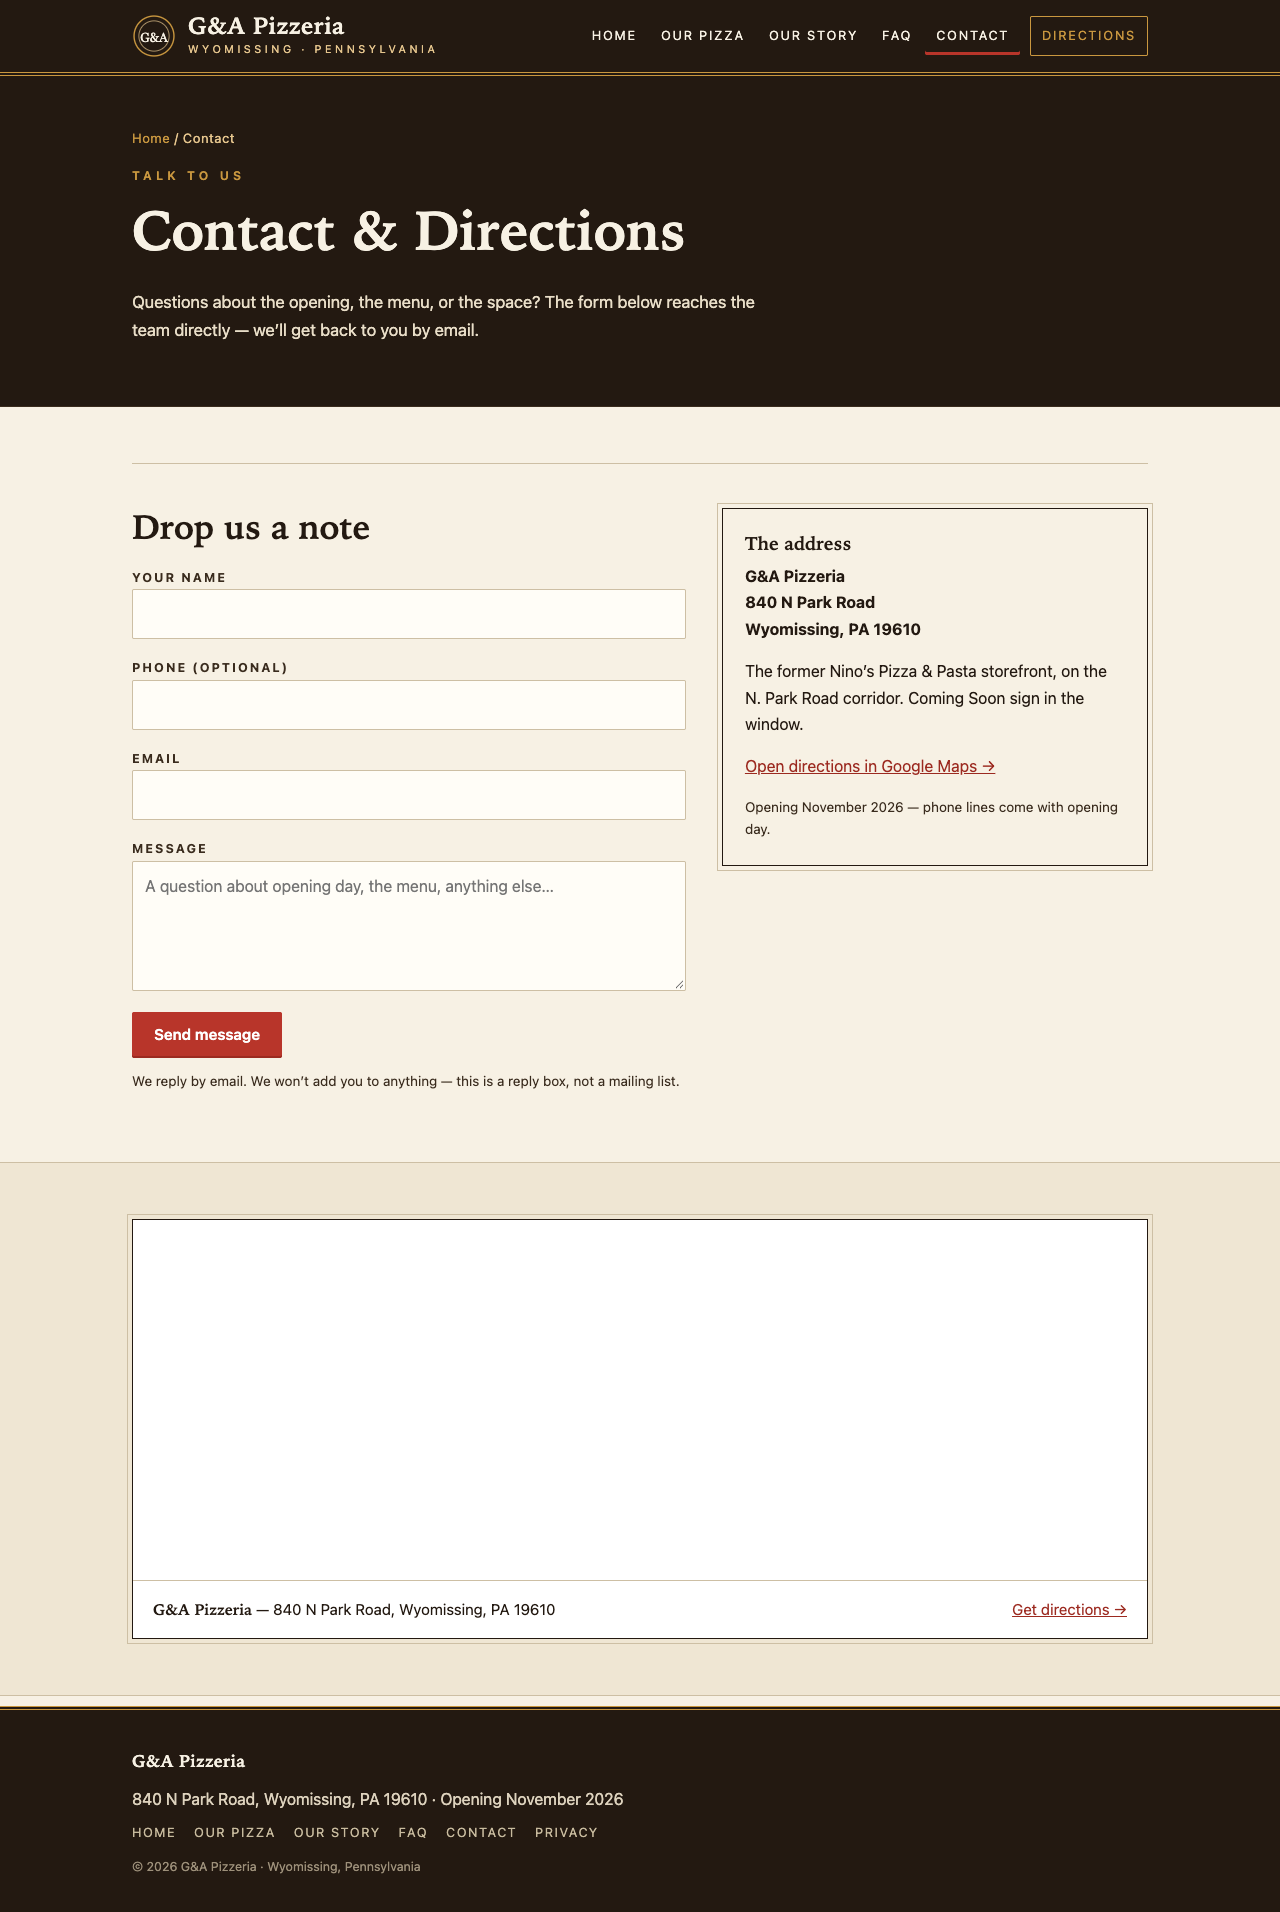 G&A
G&A Pizzeria
WYOMISSING · PENNSYLVANIA
HOME
OUR PIZZA
OUR STORY
FAQ
CONTACT
DIRECTIONS
Home / Contact
TALK TO US
Contact & Directions
Questions about the opening, the menu, or the space? The form below reaches the
team directly — we’ll get back to you by email.
Drop us a note
YOUR NAME
PHONE (OPTIONAL)
EMAIL
MESSAGE
A question about opening day, the menu, anything else…
Send message
We reply by email. We won’t add you to anything — this is a reply box, not a mailing list.
The address
G&A Pizzeria
840 N Park Road
Wyomissing, PA 19610
The former Nino’s Pizza & Pasta storefront, on the
N. Park Road corridor. Coming Soon sign in the
window.
Open directions in Google Maps →
Opening November 2026 — phone lines come with opening
day.
G&A Pizzeria — 840 N Park Road, Wyomissing, PA 19610
Get directions →
G&A Pizzeria
840 N Park Road, Wyomissing, PA 19610 · Opening November 2026
HOME
OUR PIZZA
OUR STORY
FAQ
CONTACT
PRIVACY
© 2026 G&A Pizzeria · Wyomissing, Pennsylvania